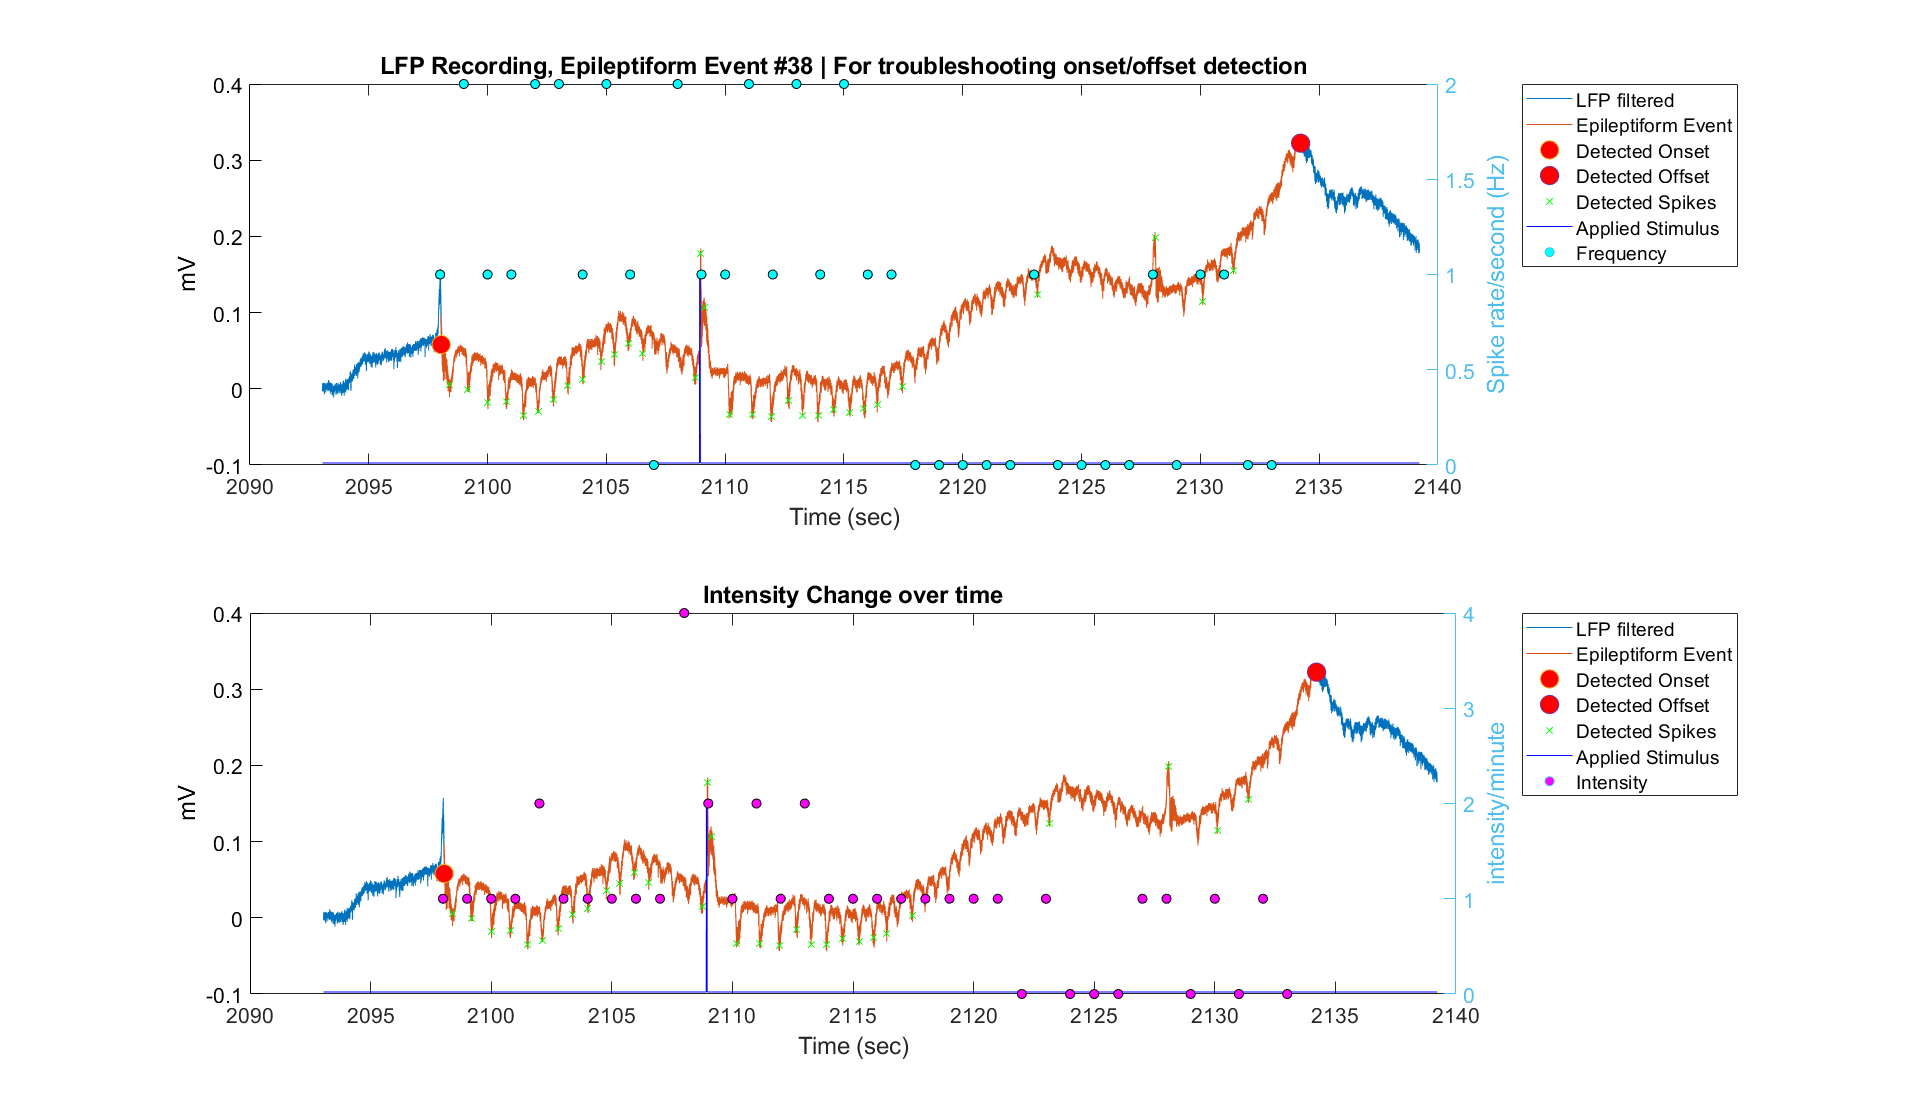 LFP Recording, Epileptiform Event #38 | For troubleshooting onset/offset detection
0.4
0.3
0.2
0.1
0
-0.1
mV
2090 2095 2100 2105 2110 2115 2120 2125 2130 2135 2140
Time (sec)
2
1.5
1
0.5
0
Spike rate/second (Hz)
LFP filtered
Epileptiform Event
Detected Onset
Detected Offset
Detected Spikes
Applied Stimulus
Frequency
Intensity Change over time
0.4
0.3
0.2
0.1
0
-0.1
mV
2090 2095 2100 2105 2110 2115 2120 2125 2130 2135 2140
Time (sec)
4
3
2
1
0
intensity/minute
LFP filtered
Epileptiform Event
Detected Onset
Detected Offset
Detected Spikes
Applied Stimulus
Intensity